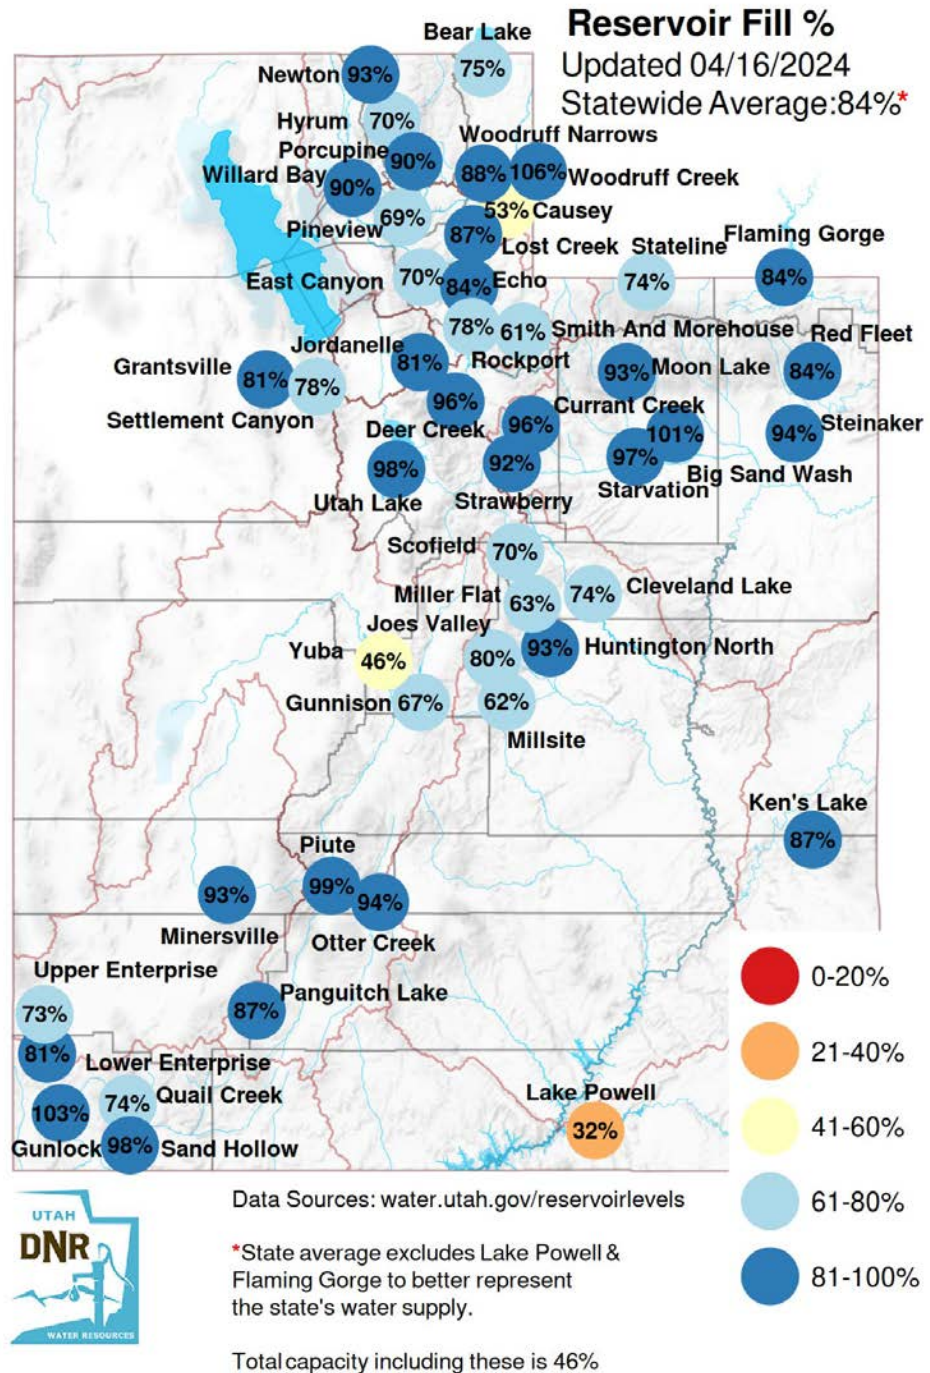 Reservoir Fill %
Updated 04/16/2024
Statewide Average:84%*
Bear Lake
75%
Newton
93%
Hyrum
70%
Porcupine
90%
Woodruff Narrows
88%
106%
Woodruff Creek
Willard Bay
90%
Pineview
69%
53%
Causey
87%
Lost Creek
Stateline
74%
Flaming Gorge
84%
East Canyon
70%
84%
Echo
78%
Rockport
61%
Smith And Morehouse
Red Fleet
84%
Jordanelle
81%
Grantsville
81%
78%
Settlement Canyon
93%
Moon Lake
96%
Deer Creek
Currant Creek
96%
101%
Big Sand Wash
94%
Steinaker
98%
Utah Lake
92%
Strawberry
97%
Starvation
Scofield
70%
Miller Flat
63%
74%
Cleveland Lake
Joes Valley
80%
93%
Huntington North
Yuba
46%
Gunnison
67%
62%
Millsite
Ken's Lake
87%
Piute
99%
94%
Otter Creek
93%
Minersville
Upper Enterprise
73%
87%
Panguitch Lake
81%
Lower Enterprise
74%
Quail Creek
103%
Gunlock
98%
Sand Hollow
Lake Powell
32%
0-20%
21-40%
41-60%
61-80%
81-100%
UTAH
DNR
WATER RESOURCES
Data Sources: water.utah.gov/reservoirlevels
*State average excludes Lake Powell &
Flaming Gorge to better represent
the state's water supply.
Total capacity including these is 46%